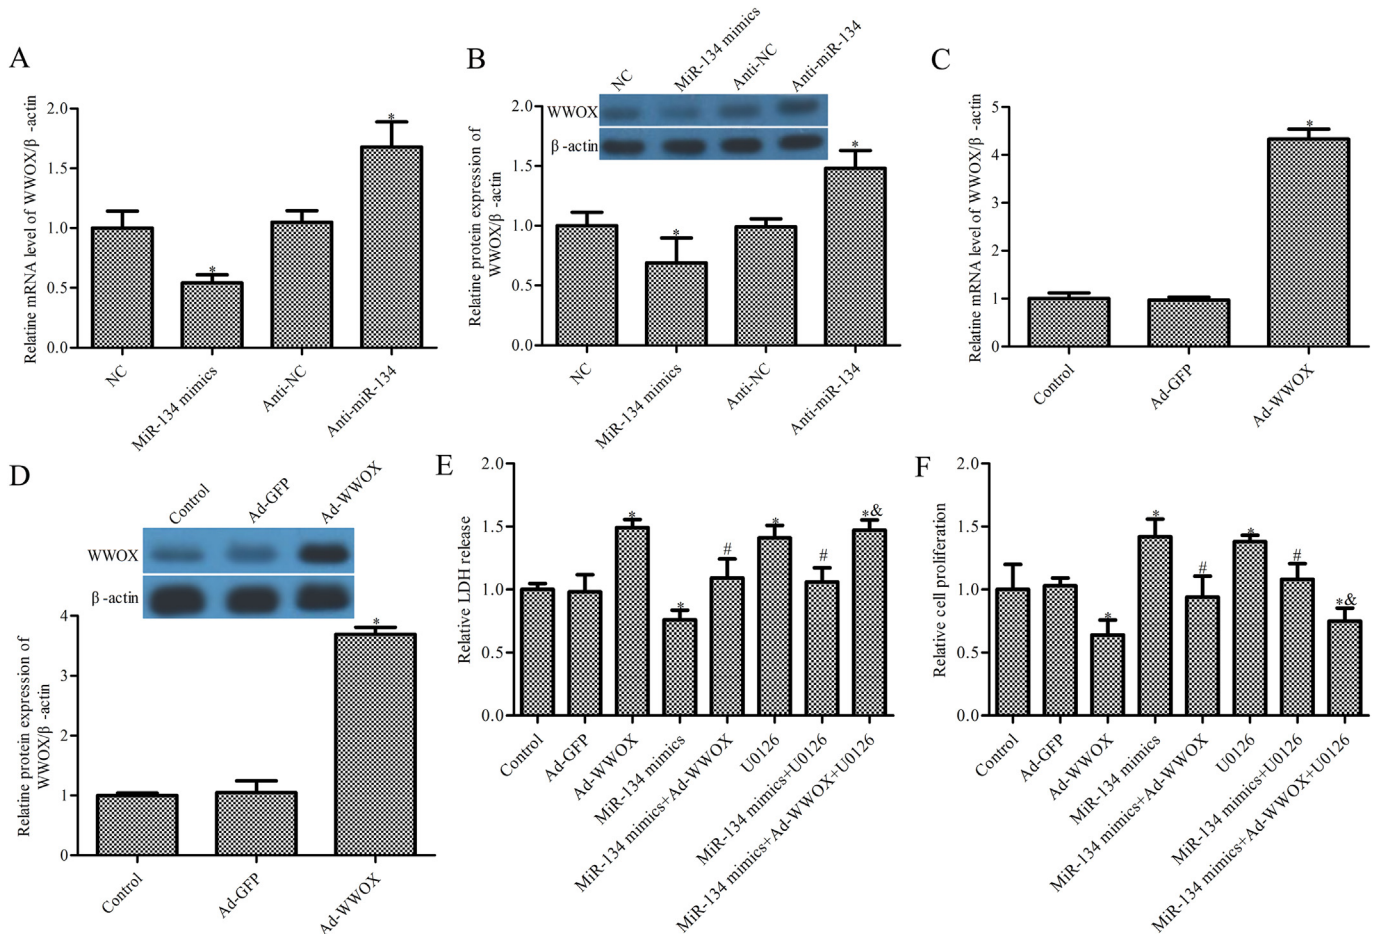 A
Relatine mRNA level of WWOX/β -actin
2.0
1.5
1.0
0.5
0.0
*
*
NC
MiR-134 mimics
Anti-NC
Anti-miR-134
B
NC
MiR-134 mimics
Anti-NC
Anti-miR-134
WWOX
β -actin
Relatine protein expression of
WWOX/β -actin
2.0
1.5
1.0
0.5
0.0
*
*
NC
MiR-134 mimics
Anti-NC
Anti-miR-134
C
Relatine mRNA level of WWOX/β -actin
5
4
3
2
1
0
*
Control
Ad-GFP
Ad-WWOX
D
Control
Ad-GFP
Ad-WWOX
WWOX
β-actin
Relatine protein expression of
WWOX/β -actin
4
3
2
1
0
*
Control
Ad-GFP
Ad-WWOX
E
Relative LDH release
2.0
1.5
1.0
0.5
0.0
*
*
#
*
#
*&
Control
Ad-GFP
Ad-WWOX
MiR-134 mimics
MiR-134 mimics+Ad-WWOX
U0126
MiR-134 mimics+U0126
MiR-134 mimics+Ad-WWOX+U0126
F
Relative cell proliferation
2.0
1.5
1.0
0.5
0.0
*
*
#
*
#
*&
Control
Ad-GFP
Ad-WWOX
MiR-134 mimics
MiR-134 mimics+Ad-WWOX
U0126
MiR-134 mimics+U0126
MiR-134 mimics+Ad-WWOX+U0126